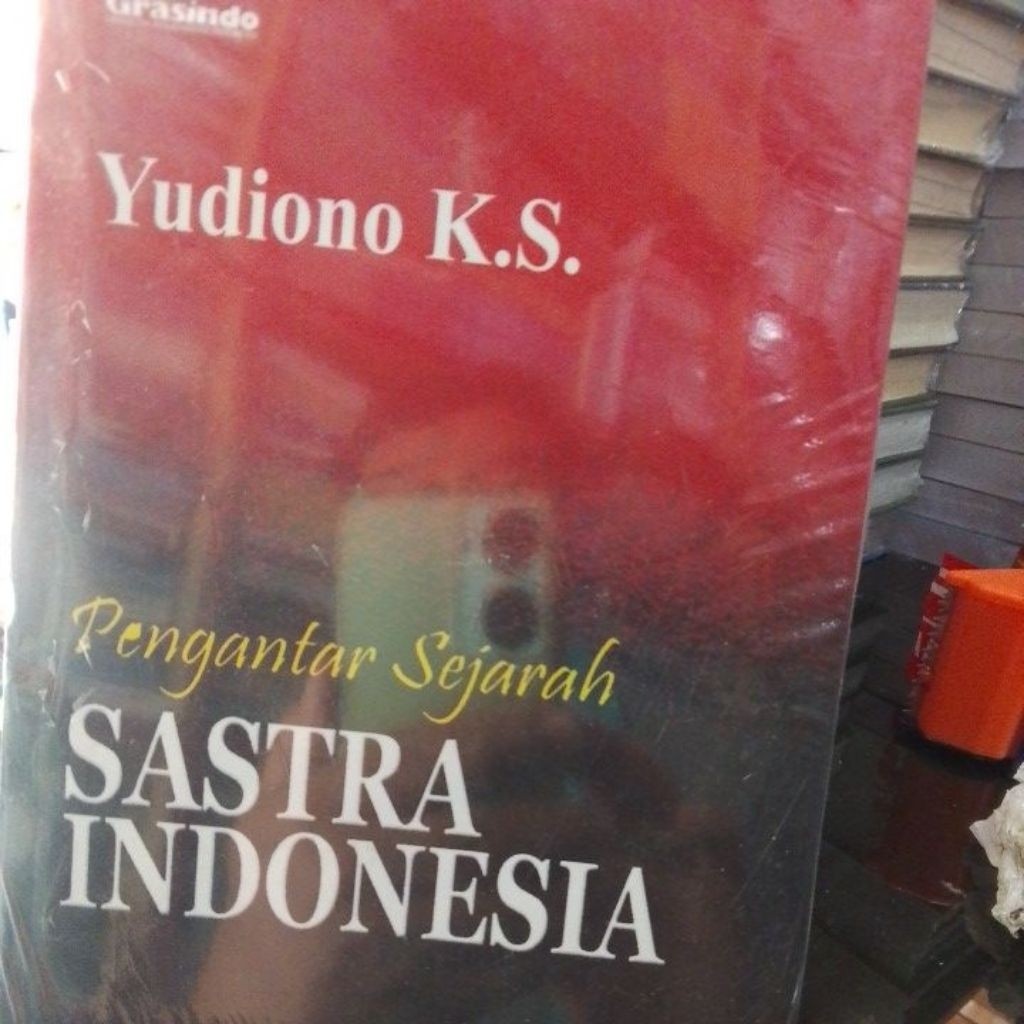 Grasindo
Yudiono K.S.
Pengantar Sejarah
SASTRA
INDONESIA